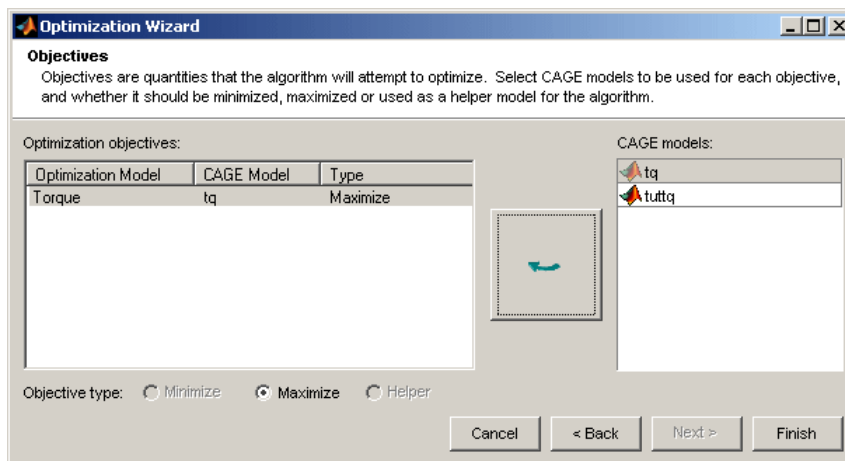 Optimization Wizard
Objectives
Objectives are quantities that the algorithm will attempt to optimize. Select CAGE models to be used for each objective,
and whether it should be minimized, maximized or used as a helper model for the algorithm.
Optimization objectives:
CAGE models:
Optimization Model CAGE Model Type
Torque tq Maximize
tq
tuttq
Objective type: Minimize Maximize Helper
Cancel < Back Next > Finish